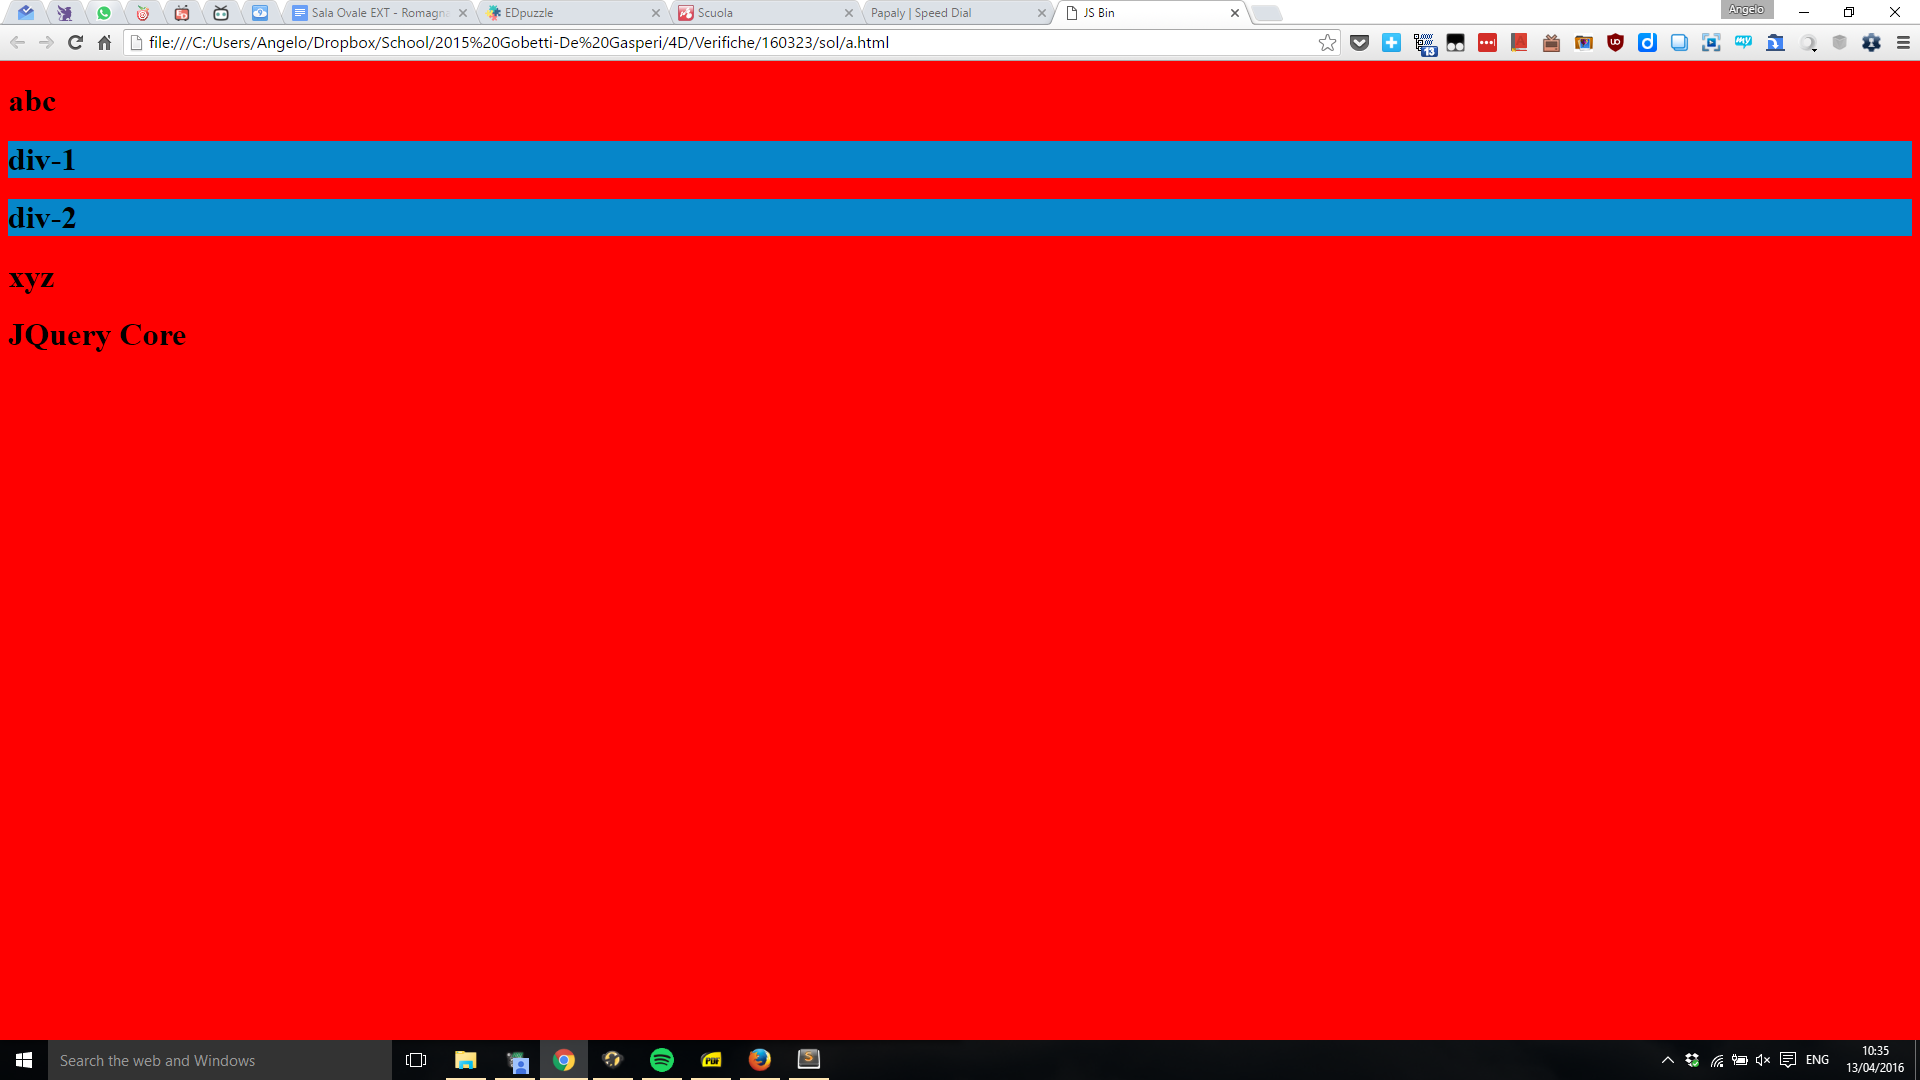 Sala Ovale EXT - Romagna
EDpuzzle
Scuola
Papaly | Speed Dial
JS Bin
Angelo
file:///C:/Users/Angelo/Dropbox/School/2015%20Gobetti-De%20Gasperi/4D/Verifiche/160323/sol/a.html
13
abc
div-1
div-2
xyz
JQuery Core
Search the web and Windows
PDF
ENG
10:35
13/04/2016